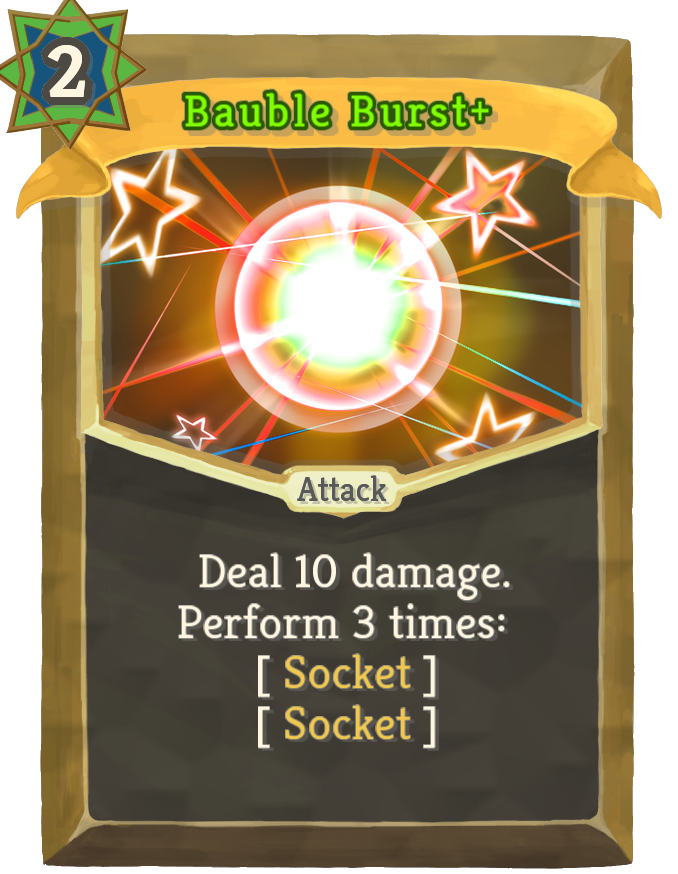 2
Bauble Burst+
Attack
Deal 10 damage.
Perform 3 times:
[ Socket ]
[ Socket ]